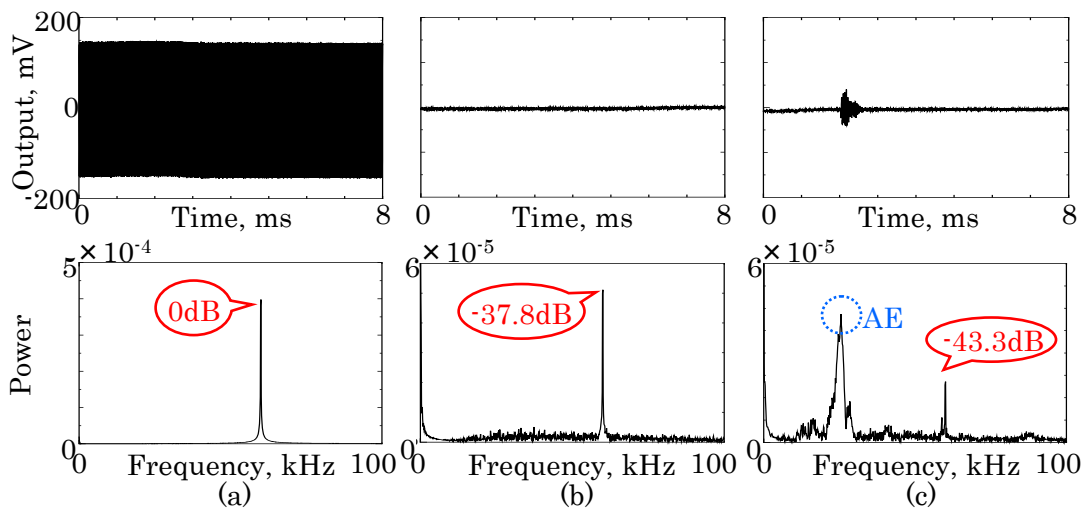 200
0
-200
Output, mV
0
Time, ms
8
0
Time, ms
8
0
Time, ms
8
5
× 10⁻⁴
0
Power
0dB
0
Frequency, kHz
100
(a)
6
× 10⁻⁵
0
-37.8dB
0
Frequency, kHz
100
(b)
6
× 10⁻⁵
0
AE
-43.3dB
0
Frequency, kHz
100
(c)